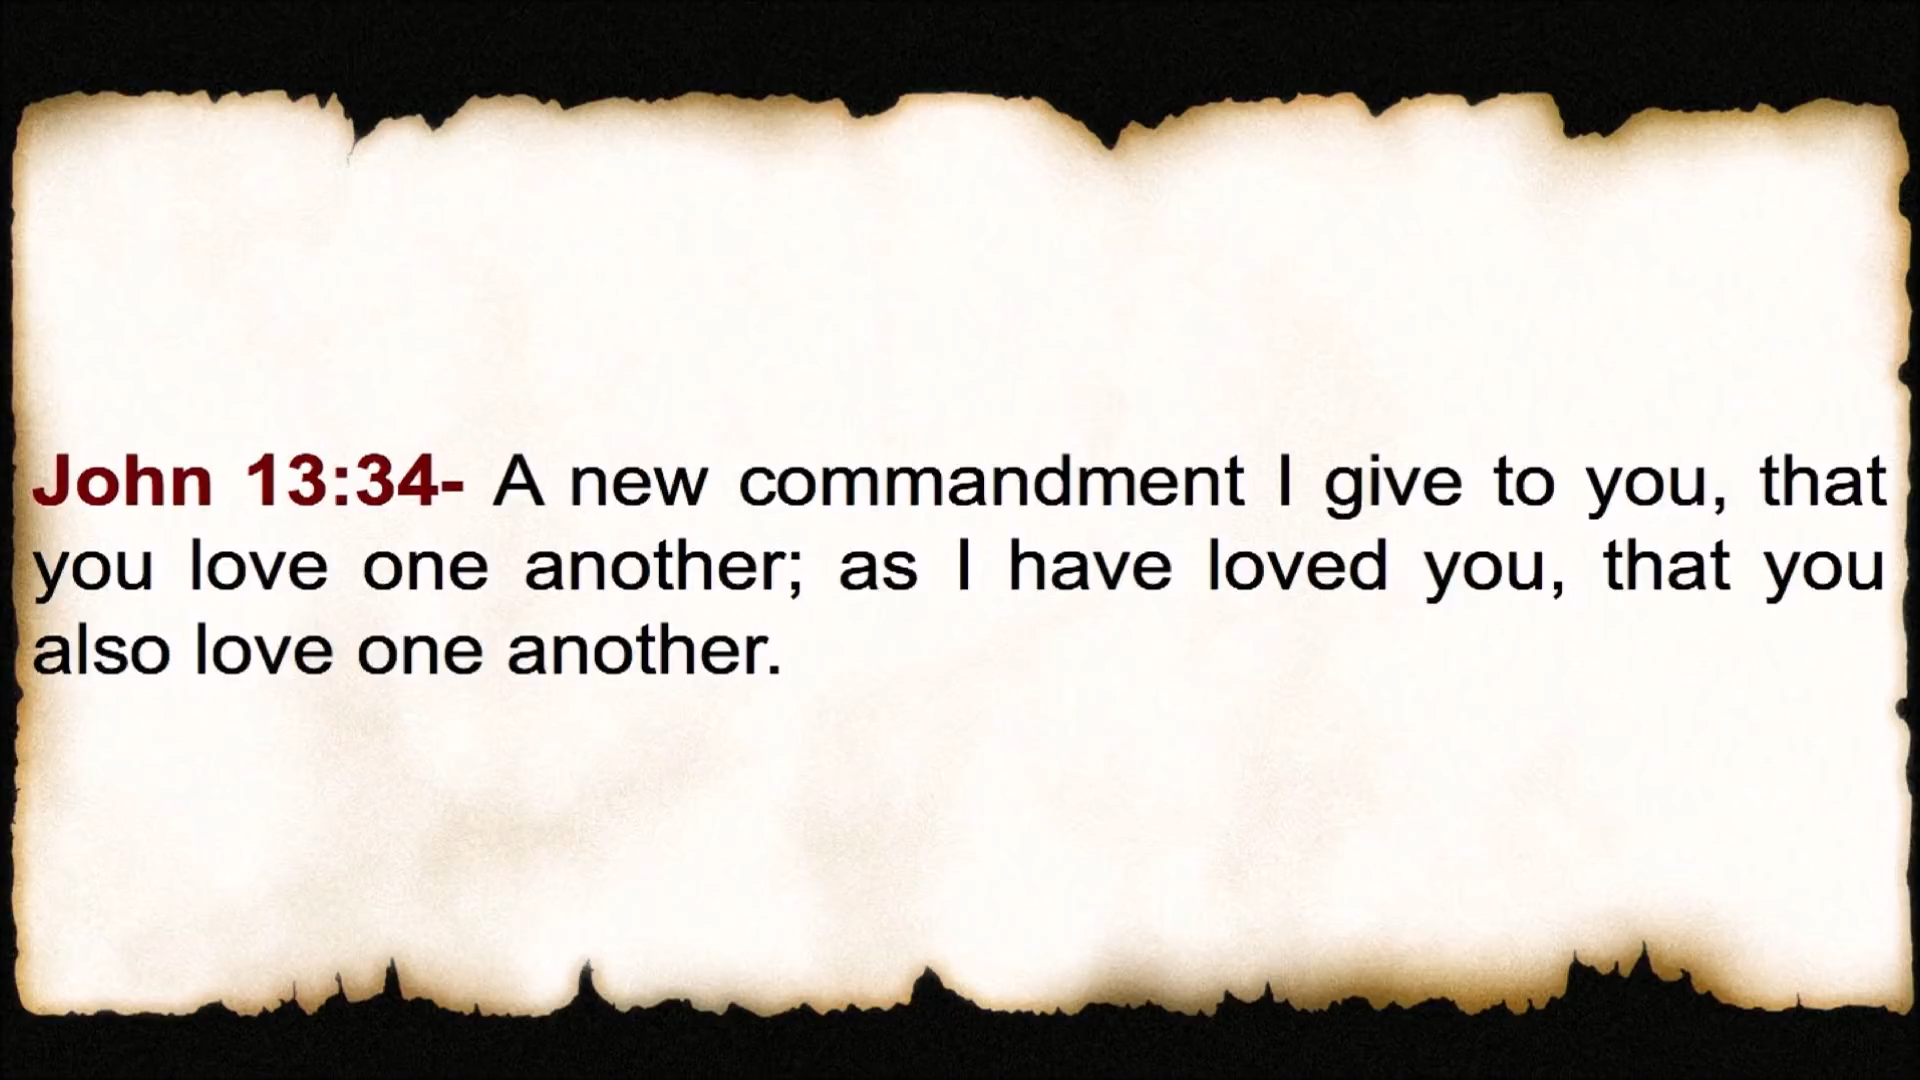 John 13:34- A new commandment I give to you, that
you love one another; as I have loved you, that you
also love one another.